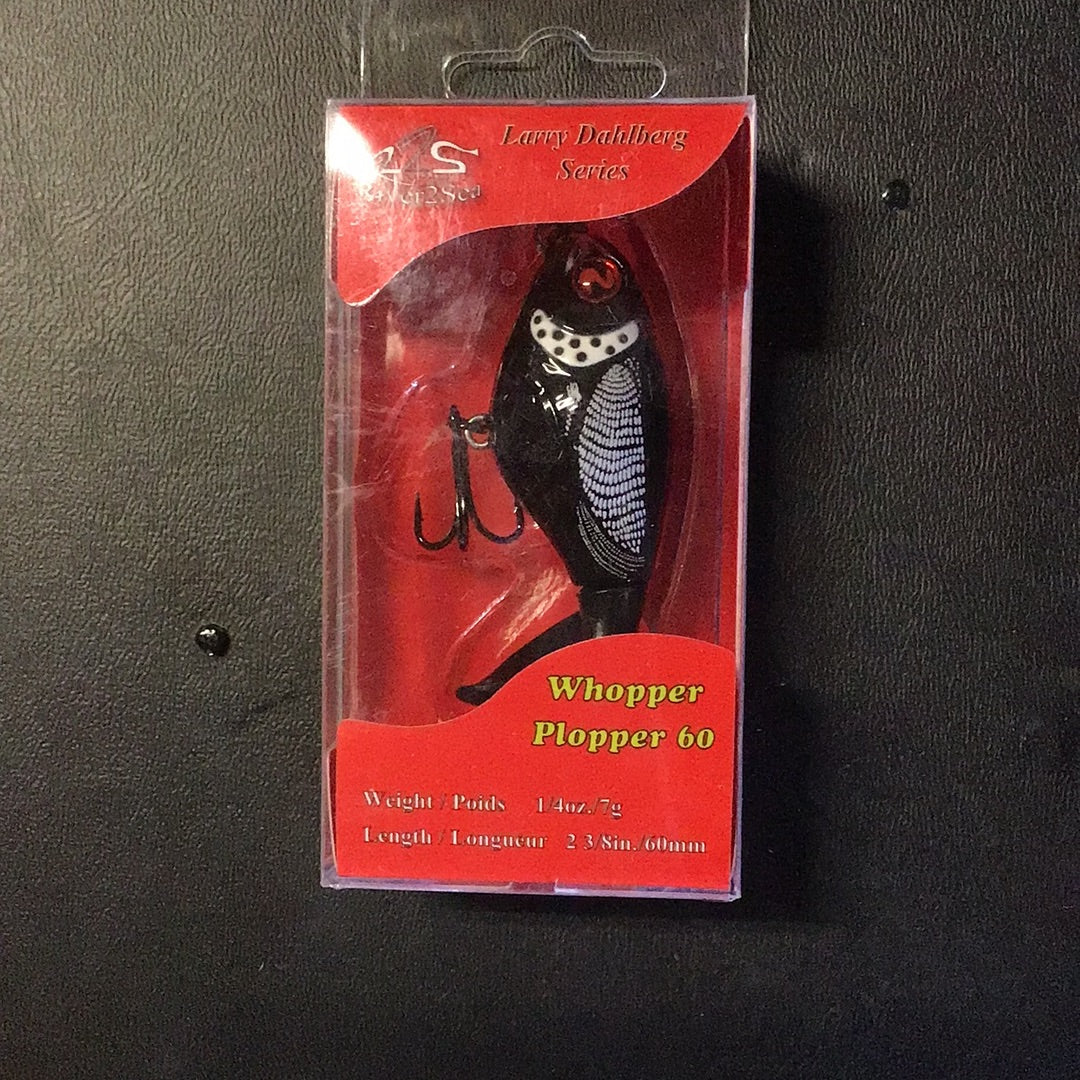 River2Sea
Larry Dahlberg
Series
Whopper
Plopper 60
Weight / Poids 1/4oz./7g
Length / Longueur 2 3/8in./60mm